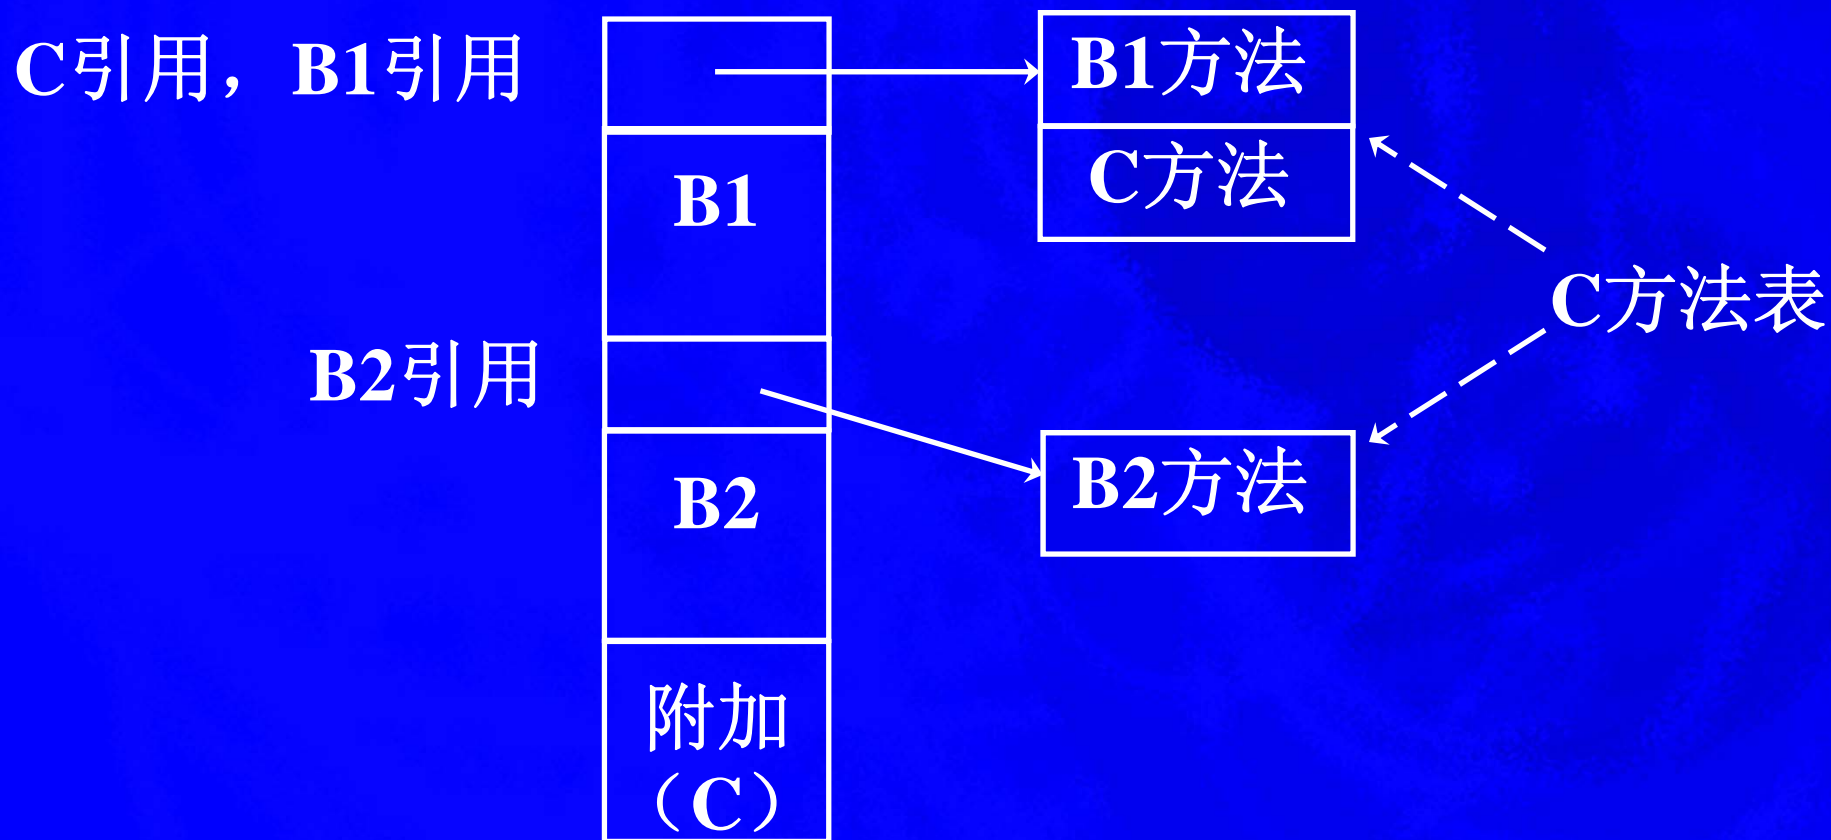 C引用，B1引用
B1方法
C方法
B1
C方法表
B2引用
B2方法
B2
附加
（C）